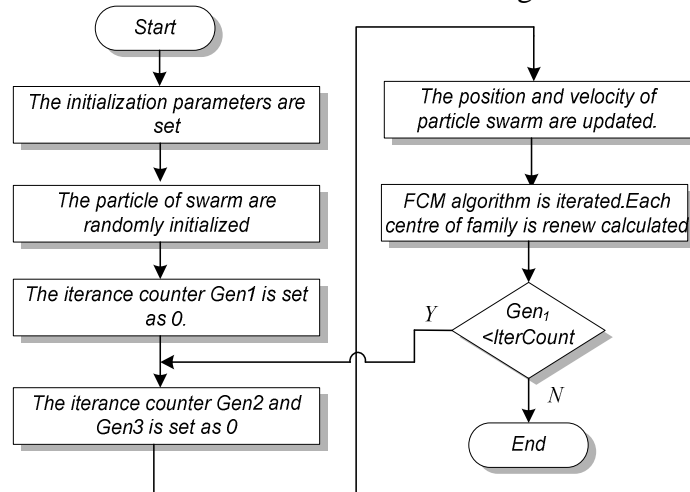 Start
The initialization parameters are
set
The particle of swarm are
randomly initialized
The iterance counter Gen1 is set
as 0.
The iterance counter Gen2 and
Gen3 is set as 0
The position and velocity of
particle swarm are updated.
FCM algorithm is iterated.Each
centre of family is renew calculated
Gen₁
<IterCount
Y
N
End